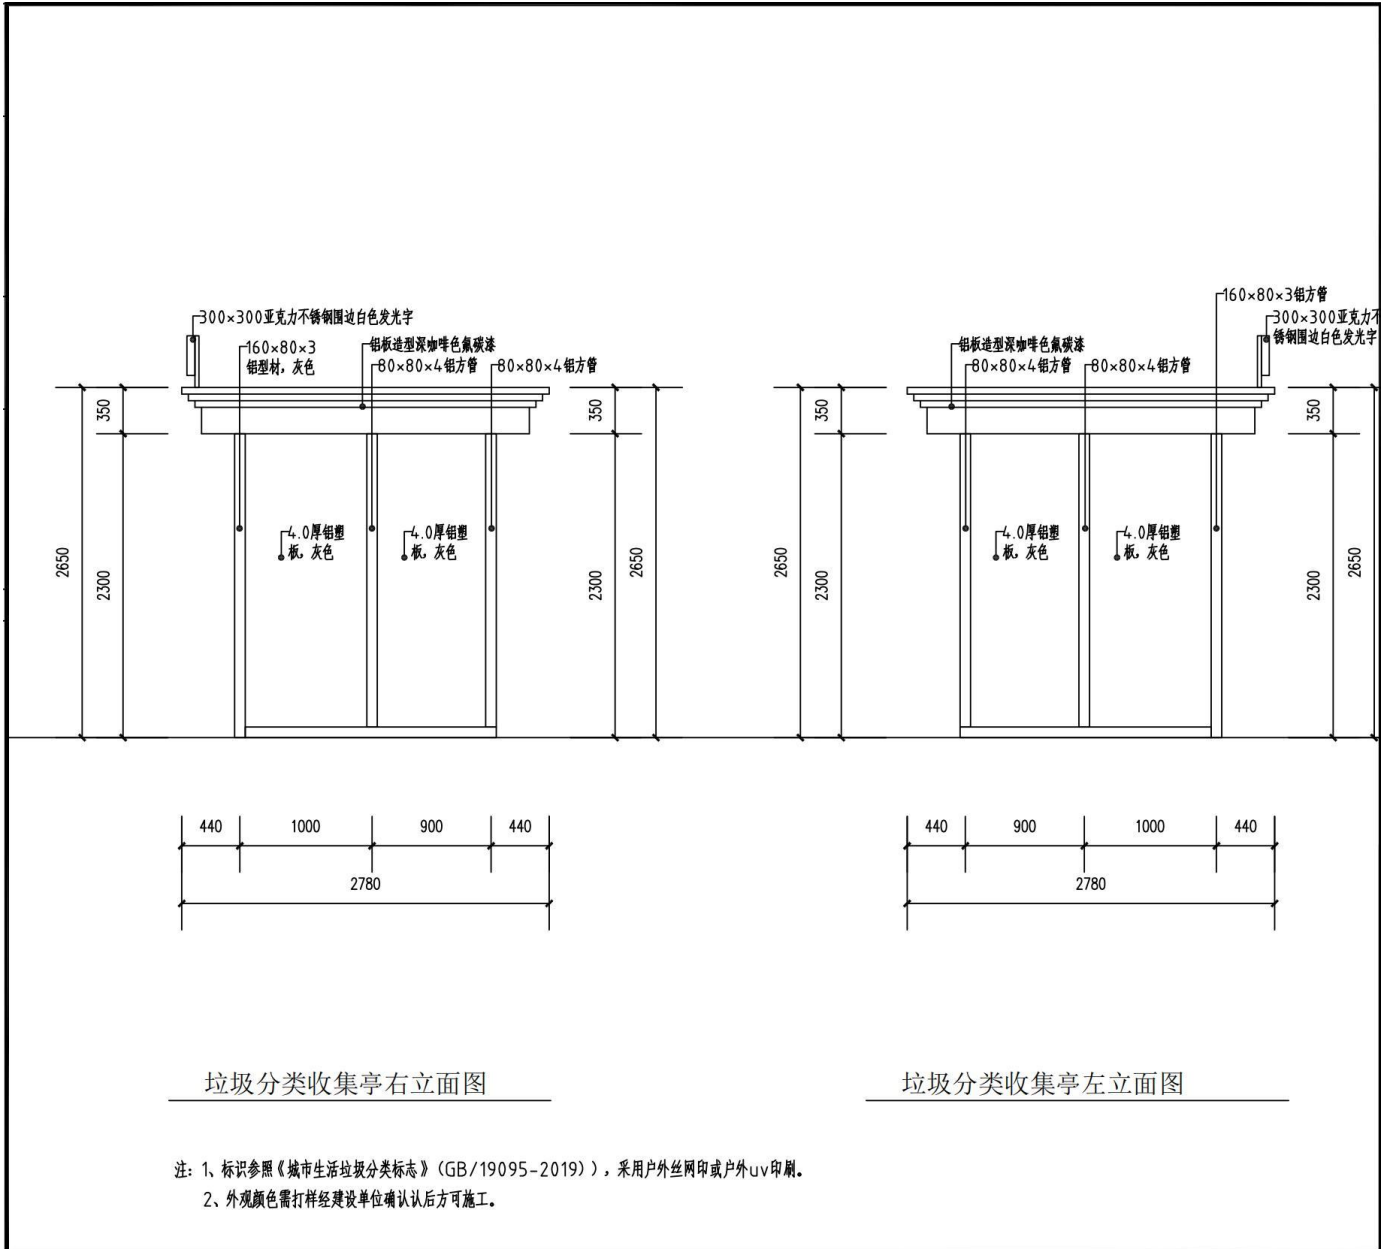 160×80×3铝方管
300×300亚克力不锈钢围边白色发光字
300×300亚克力不
锈钢围边白色发光字
160×80×3
铝型材，灰色
铝板造型深咖啡色氟碳漆
80×80×4铝方管
80×80×4铝方管
铝板造型深咖啡色氟碳漆
80×80×4铝方管
80×80×4铝方管
350
350
350
350
4.0厚铝塑
板，灰色
4.0厚铝塑
板，灰色
4.0厚铝塑
板，灰色
4.0厚铝塑
板，灰色
2650
2300
2300
2650
2650
2300
2300
2650
440
1000
900
440
440
900
1000
440
2780
2780
垃圾分类收集亭右立面图
垃圾分类收集亭左立面图
注：1、标识参照《城市生活垃圾分类标志》（GB/19095-2019)），采用户外丝网印或户外uv印刷。
2、外观颜色需打样经建设单位确认认后方可施工。